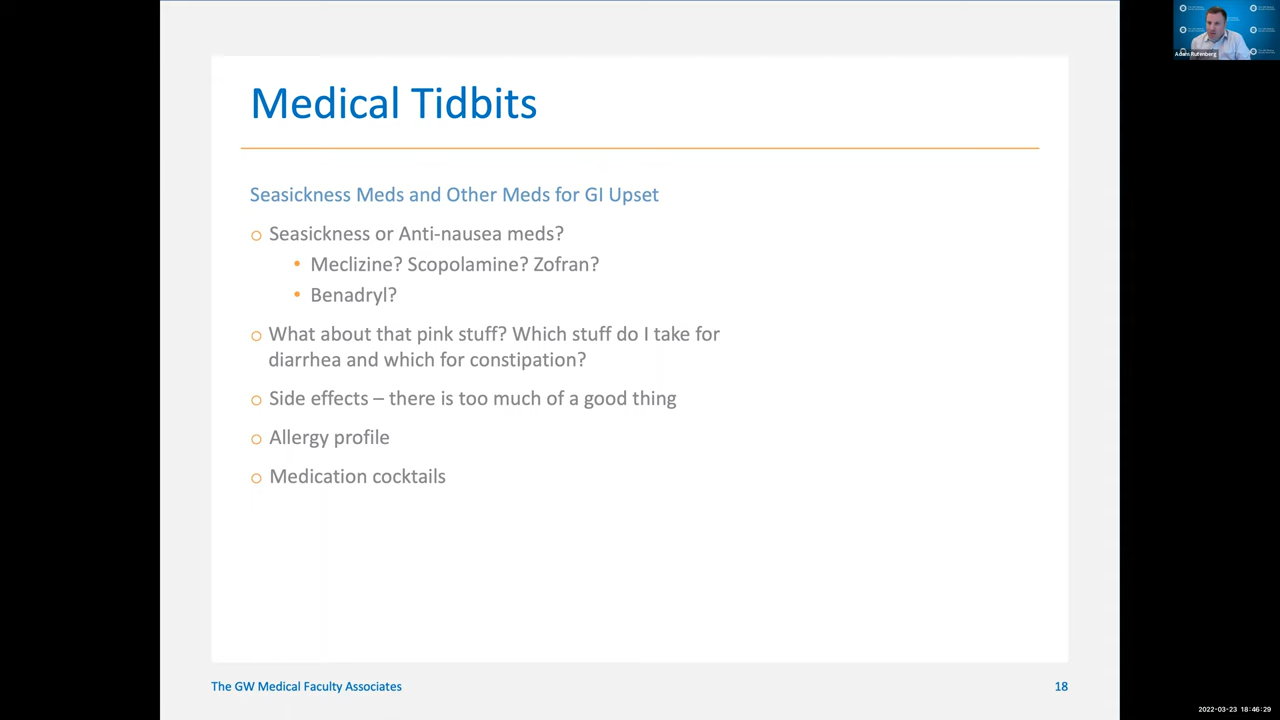 Medical Tidbits
Seasickness Meds and Other Meds for GI Upset
Seasickness or Anti-nausea meds?
Meclizine? Scopolamine? Zofran?
Benadryl?
What about that pink stuff? Which stuff do I take for
diarrhea and which for constipation?
Side effects – there is too much of a good thing
Allergy profile
Medication cocktails
The GW Medical Faculty Associates
18
Adam Rutenberg
2022-03-23 18:46:29